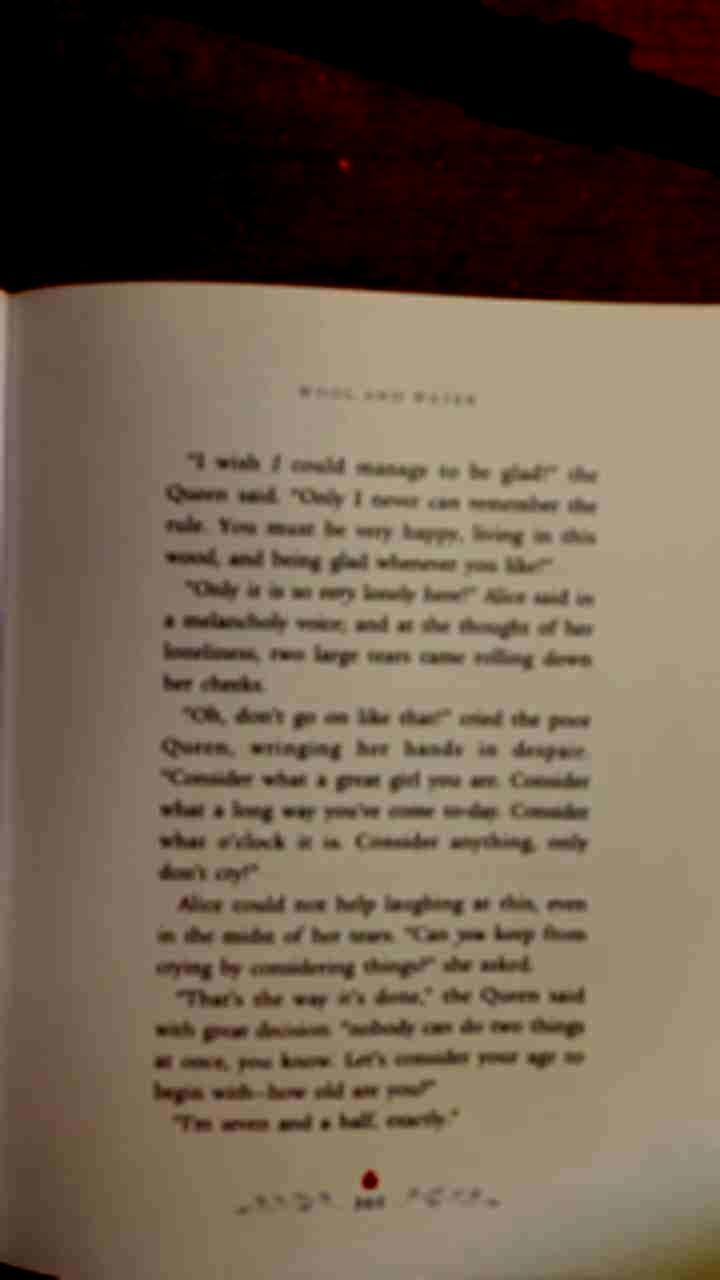 WOOL AND WATER
"I wish I could manage to be glad!" the
Queen said. "Only I never can remember the
rule. You must be very happy, living in this
wood, and being glad whenever you like!"
"Only it is so very lonely here!" Alice said in
a melancholy voice; and at the thought of her
loneliness, two large tears came rolling down
her cheeks.
"Oh, don't go on like that!" cried the poor
Queen, wringing her hands in despair.
"Consider what a great girl you are. Consider
what a long way you've come to-day. Consider
what o'clock it is. Consider anything, only
don't cry!"
Alice could not help laughing at this, even
in the midst of her tears. "Can you keep from
crying by considering things?" she asked.
"That's the way it's done," the Queen said
with great decision: "nobody can do two things
at once, you know. Let's consider your age to
begin with—how old are you?"
"I'm seven and a half, exactly."